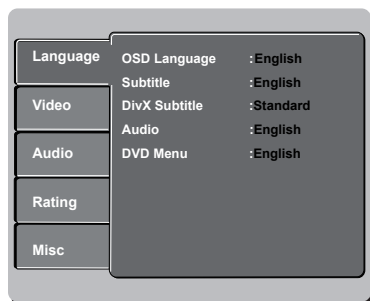 Language
Video
Audio
Rating
Misc
OSD Language :English
Subtitle :English
DivX Subtitle :Standard
Audio :English
DVD Menu :English